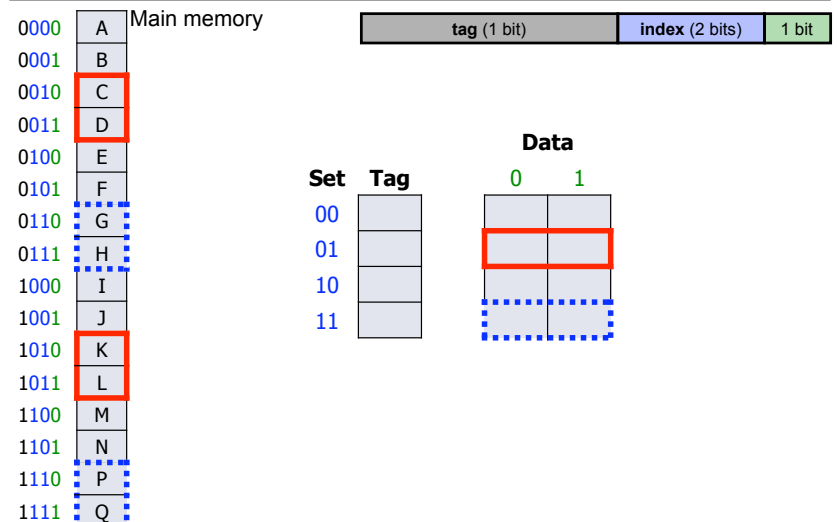 Main memory
tag (1 bit) index (2 bits) 1 bit
0000 A
0001 B
0010 C
0011 D
0100 E
0101 F
0110 G
0111 H
1000 I
1001 J
1010 K
1011 L
1100 M
1101 N
1110 P
1111 Q
Data
Set Tag 0 1
00
01
10
11